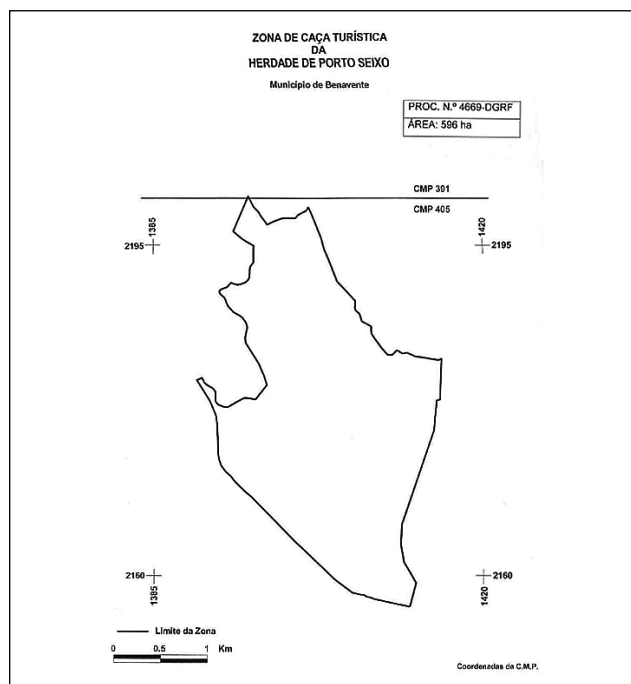 ZONA DE CAÇA TURÍSTICA
DA
HERDADE DE PORTO SEIXO
Município de Benavente
PROC. N.º 4669-DGRF
ÁREA: 596 ha
CMP 391
CMP 405
1385
2195
1420
2195
2160
1385
2160
1420
Limite da Zona
0 0.5 1 Km
Coordenadas da C.M.P.